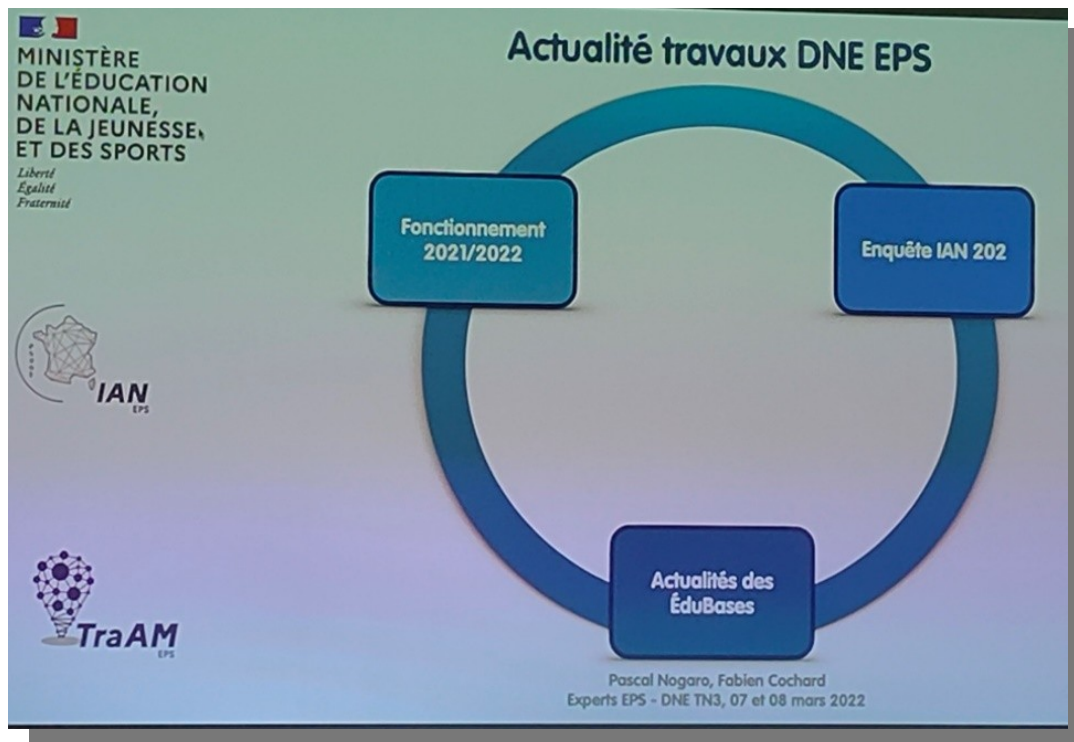 MINISTÈRE
DE L'ÉDUCATION
NATIONALE,
DE LA JEUNESSE
ET DES SPORTS
Liberté
Égalité
Fraternité
Actualité travaux DNE EPS
Fonctionnement
2021/2022
Enquête IAN 202
IAN
EPS
TraAM
EPS
Actualités des
ÉduBases
Pascal Nogaro, Fabien Cochard
Experts EPS - DNE TN3, 07 et 08 mars 2022